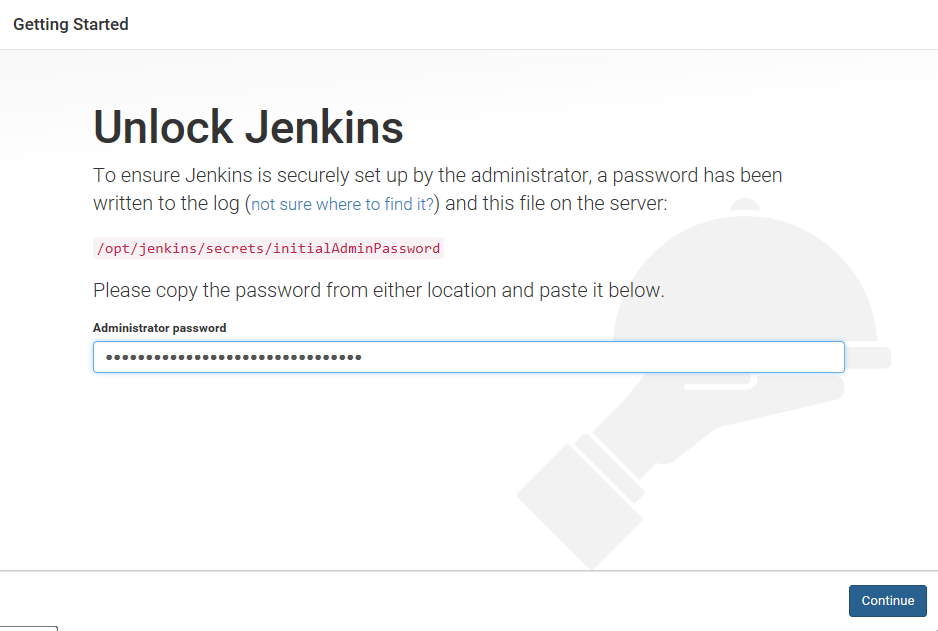 Getting Started
Unlock Jenkins
To ensure Jenkins is securely set up by the administrator, a password has been
written to the log (not sure where to find it?) and this file on the server:
/opt/jenkins/secrets/initialAdminPassword
Please copy the password from either location and paste it below.
Administrator password
••••••••••••••••••••••••••••••••
Continue